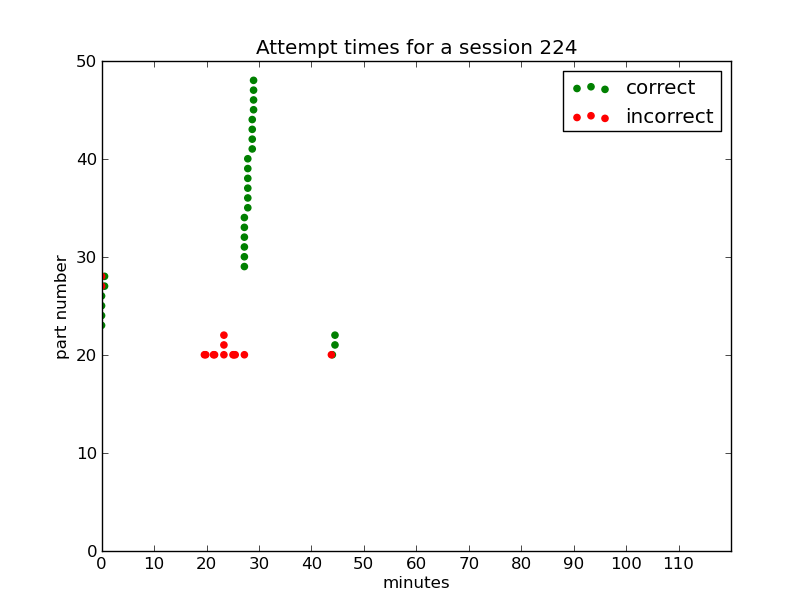 Attempt times for a session 224
correct
incorrect
part number
50
40
30
20
10
0
0 10 20 30 40 50 60 70 80 90 100 110
minutes